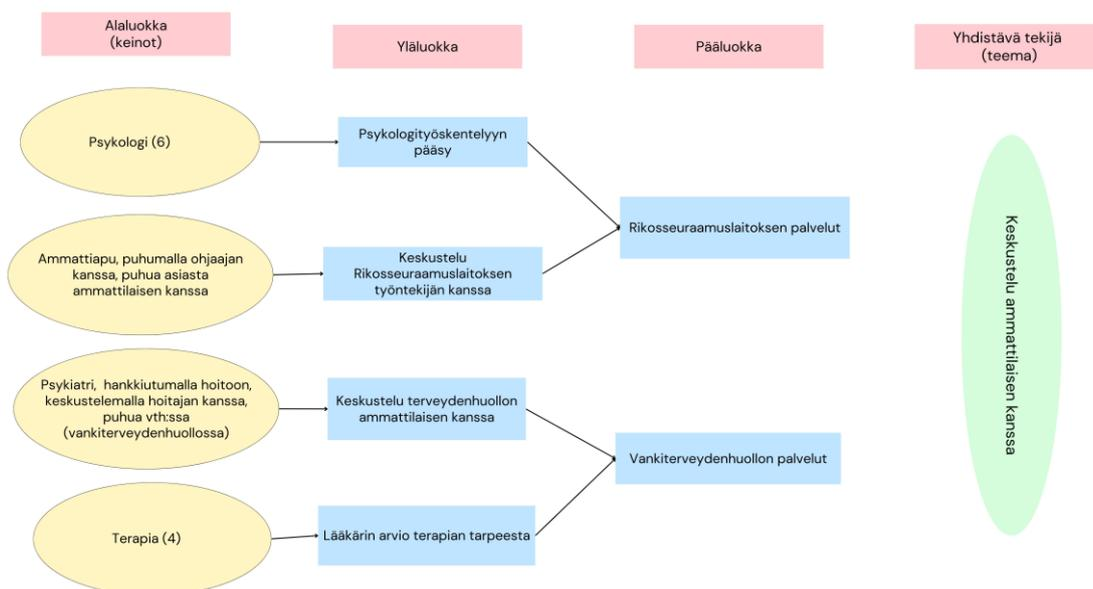 Alaluokka
(keinot)
Yläluokka
Pääluokka
Yhdistävä tekijä
(teema)
Psykologi (6)
Psykologityöskentelyyn
pääsy
Rikosseuraamuslaitoksen palvelut
Ammattiapu, puhumalla ohjaajan
kanssa, puhua asiasta
ammattilaisen kanssa
Keskustelu
Rikosseuraamuslaitoksen
työntekijän kanssa
Psykiatri, hankkiutumalla hoitoon,
keskustelemalla hoitajan kanssa,
puhua vth:ssa
(vankiterveydenhuollossa)
Keskustelu terveydenhuollon
ammattilaisen kanssa
Vankiterveydenhuollon palvelut
Terapia (4)
Lääkärin arvio terapian tarpeesta
Keskustelu ammattilaisen kanssa